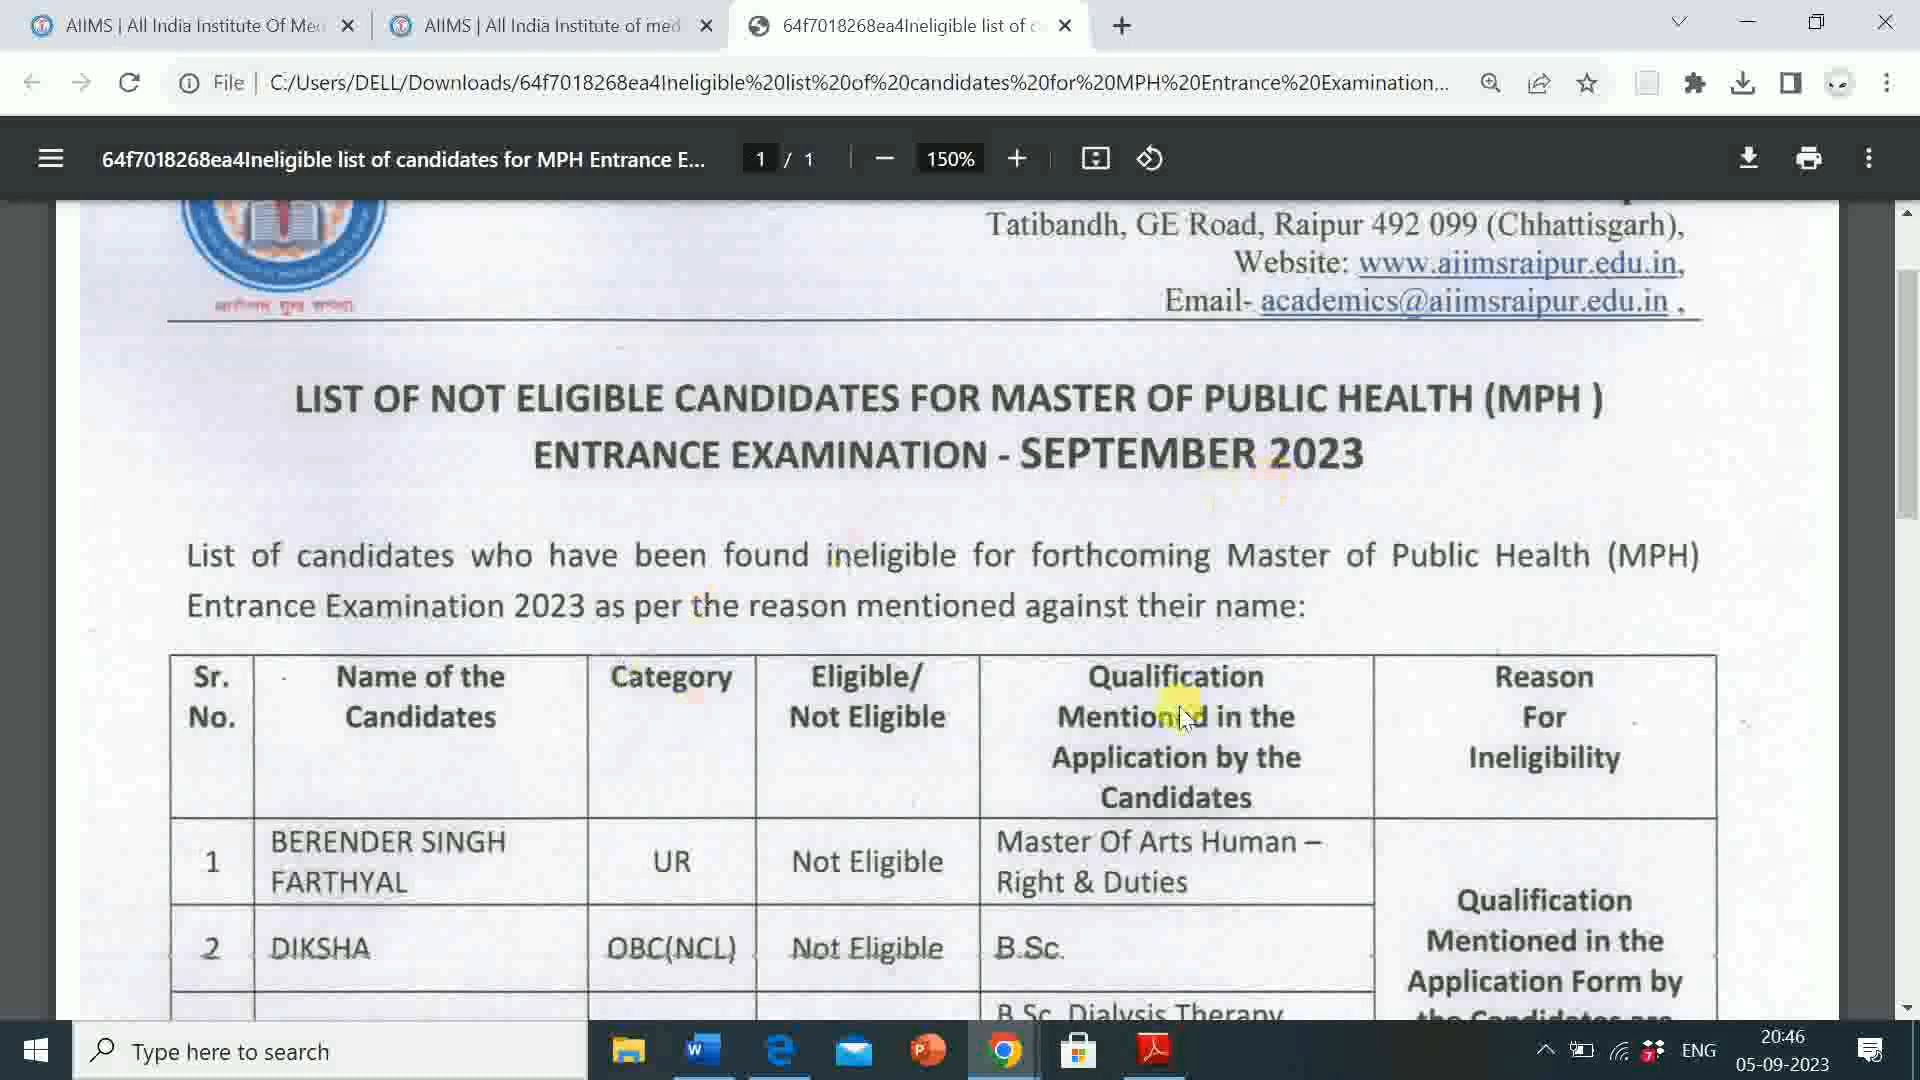 AIIMS | All India Institute Of Med
AIIMS | All India Institute of med
64f7018268ea4Ineligible list of c
File
C:/Users/DELL/Downloads/64f7018268ea4Ineligible%20list%20of%20candidates%20for%20MPH%20Entrance%20Examination...
64f7018268ea4Ineligible list of candidates for MPH Entrance E...
1 / 1
150%
Tatibandh, GE Road, Raipur 492 099 (Chhattisgarh),
Website: www.aiimsraipur.edu.in,
Email- academics@aiimsraipur.edu.in ,
LIST OF NOT ELIGIBLE CANDIDATES FOR MASTER OF PUBLIC HEALTH (MPH )
ENTRANCE EXAMINATION - SEPTEMBER 2023
List of candidates who have been found ineligible for forthcoming Master of Public Health (MPH)
Entrance Examination 2023 as per the reason mentioned against their name:
Sr.
No.
Name of the
Candidates
Category
Eligible/
Not Eligible
Qualification
Mentioned in the
Application by the
Candidates
Reason
For
Ineligibility
1
BERENDER SINGH
FARTHYAL
UR
Not Eligible
Master Of Arts Human –
Right & Duties
2
DIKSHA
OBC(NCL)
Not Eligible
B.Sc.
B.Sc. Dialysis Therapy
Qualification
Mentioned in the
Application Form by
the Candidates are
Type here to search
7
ENG
20:46
05-09-2023